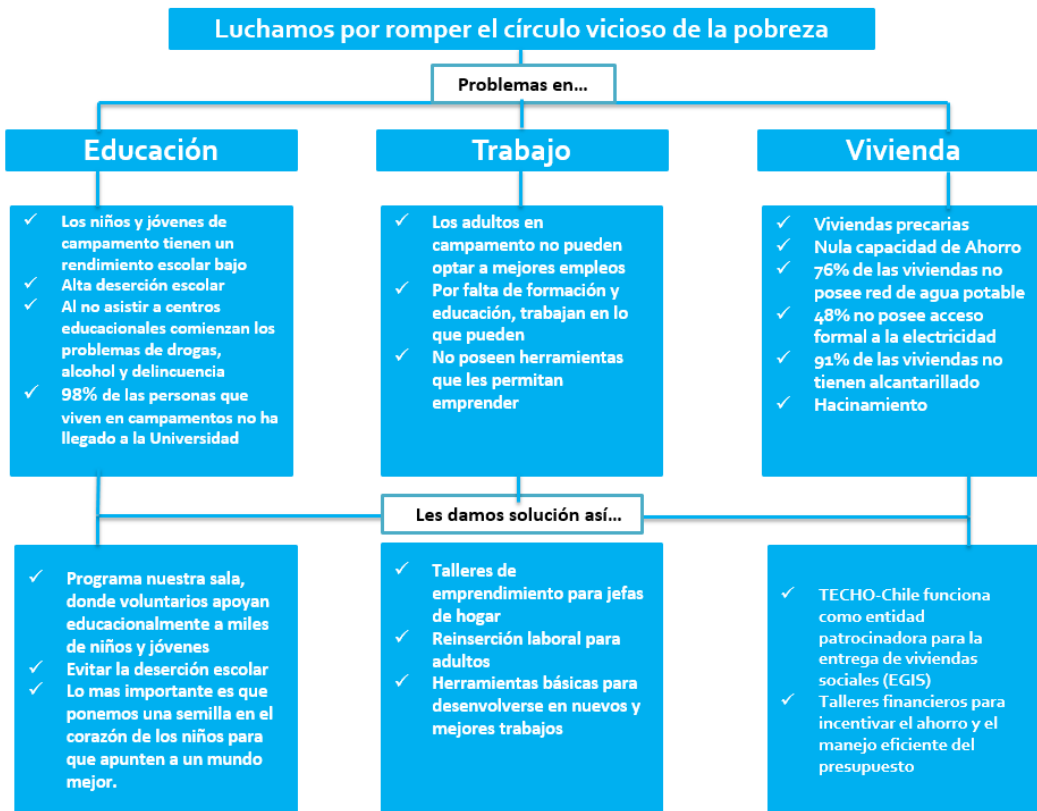 Luchamos por romper el círculo vicioso de la pobreza
Problemas en...
Educación
Trabajo
Vivienda
✓ Los niños y jóvenes de
campamento tienen un
rendimiento escolar bajo
✓ Alta deserción escolar
✓ Al no asistir a centros
educacionales comienzan los
problemas de drogas,
alcohol y delincuencia
✓ 98% de las personas que
viven en campamentos no ha
llegado a la Universidad
✓ Los adultos en
campamento no pueden
optar a mejores empleos
✓ Por falta de formación y
educación, trabajan en lo
que pueden
✓ No poseen herramientas
que les permitan
emprender
✓ Viviendas precarias
✓ Nula capacidad de Ahorro
✓ 76% de las viviendas no
posee red de agua potable
✓ 48% no posee acceso
formal a la electricidad
✓ 91% de las viviendas no
tienen alcantarillado
✓ Hacinamiento
Les damos solución así...
✓ Programa nuestra sala,
donde voluntarios apoyan
educacionalmente a miles
de niños y jóvenes
✓ Evitar la deserción escolar
✓ Lo mas importante es que
ponemos una semilla en el
corazón de los niños para
que apunten a un mundo
mejor.
✓ Talleres de
emprendimiento para jefas
de hogar
✓ Reinserción laboral para
adultos
✓ Herramientas básicas para
desenvolverse en nuevos y
mejores trabajos
✓ TECHO-Chile funciona
como entidad
patrocinadora para la
entrega de viviendas
sociales (EGIS)
✓ Talleres financieros para
incentivar el ahorro y el
manejo eficiente del
presupuesto